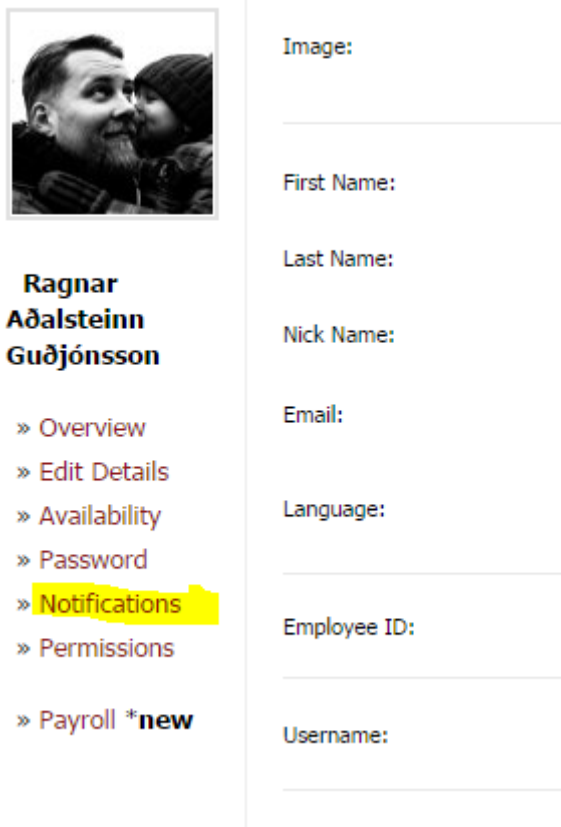 Ragnar
Aðalsteinn
Guðjónsson
» Overview
» Edit Details
» Availability
» Password
» Notifications
» Permissions
» Payroll *new
Image:
First Name:
Last Name:
Nick Name:
Email:
Language:
Employee ID:
Username: